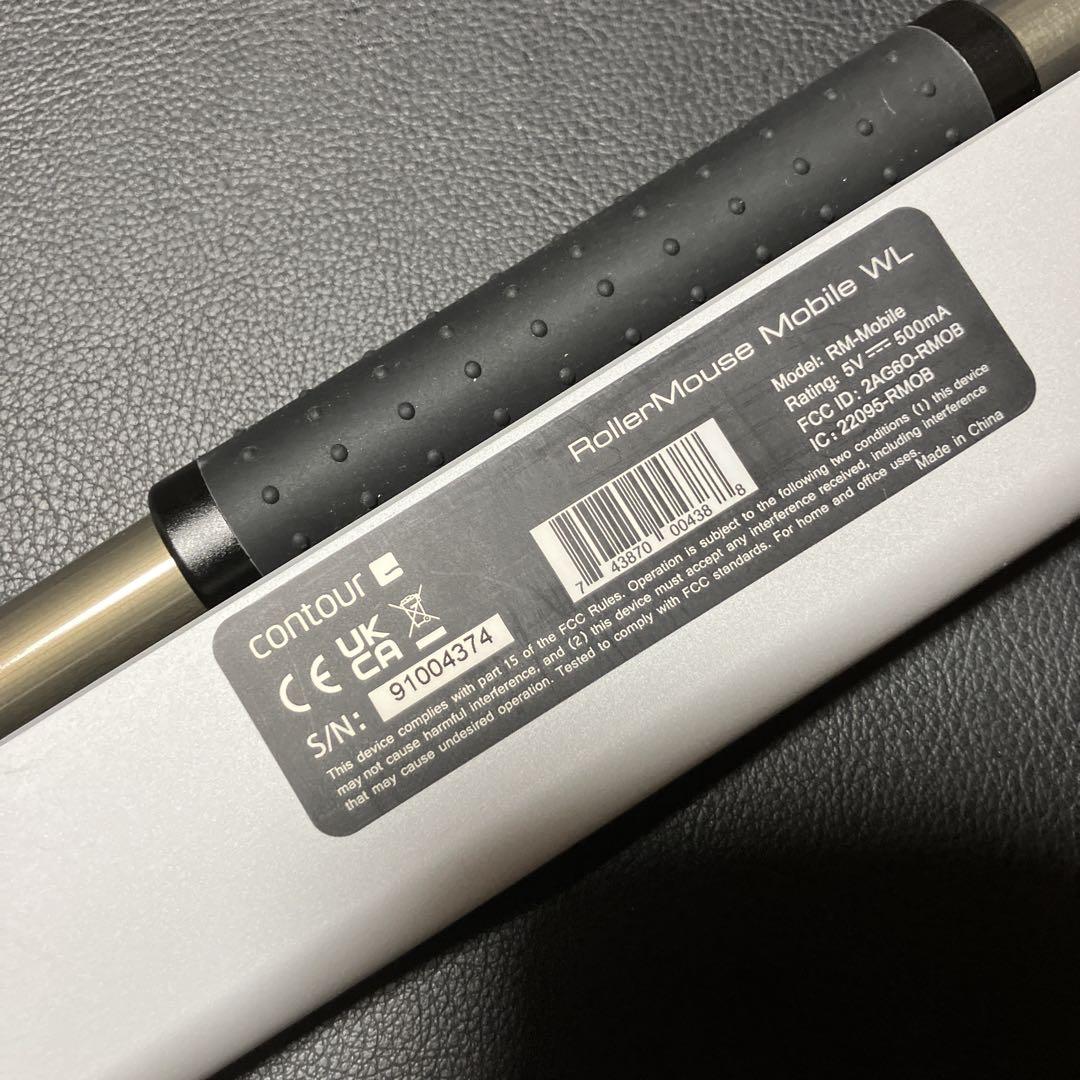 RollerMouse Mobile WL
Model: RM-Mobile
Rating: 5V ⎓ 500mA
FCC ID: 2AG6O-RMOB
IC: 22095-RMOB
7 43870 00438 8
contour
CE UK CA
S/N: 91004374
This device complies with part 15 of the FCC Rules. Operation is subject to the following two conditions (1) this device
may not cause harmful interference, and (2) this device must accept any interference received, including interference
that may cause undesired operation. Tested to comply with FCC standards. For home and office uses.
Made in China